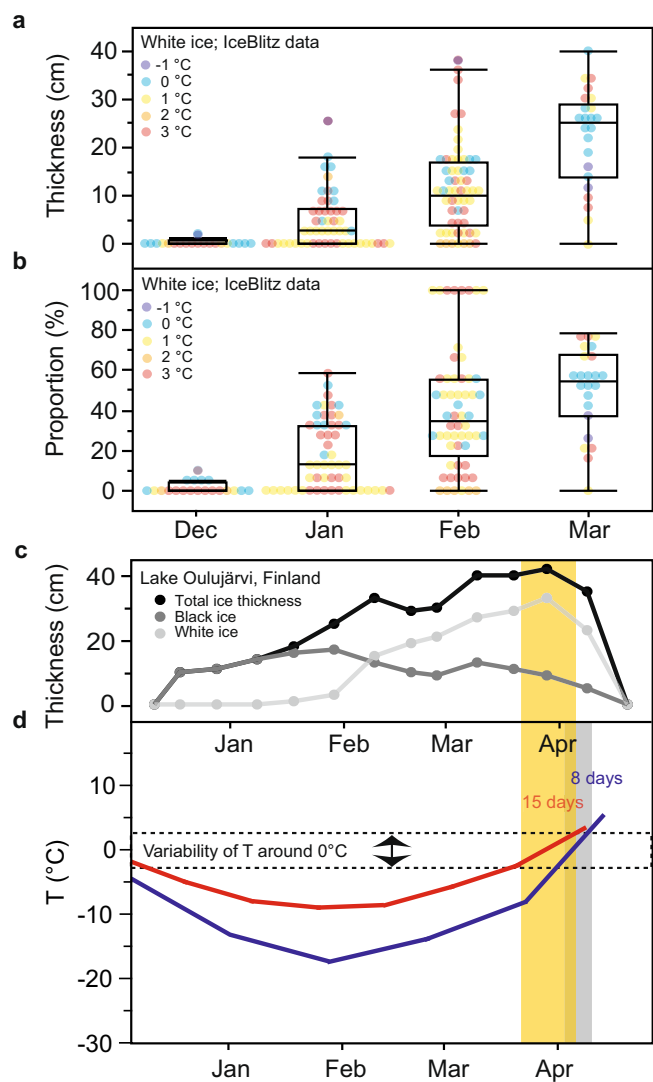 a
White ice; IceBlitz data
-1 °C
0 °C
1 °C
2 °C
3 °C
Thickness (cm)
40
30
20
10
0
b
White ice; IceBlitz data
-1 °C
0 °C
1 °C
2 °C
3 °C
Proportion (%)
100
80
60
40
20
0
Dec Jan Feb Mar
c
Lake Oulujärvi, Finland
Total ice thickness
Black ice
White ice
Thickness (cm)
40
20
0
Jan Feb Mar Apr
d
8 days
15 days
Variability of T around 0°C
T (°C)
10
0
-10
-20
-30
Jan Feb Mar Apr